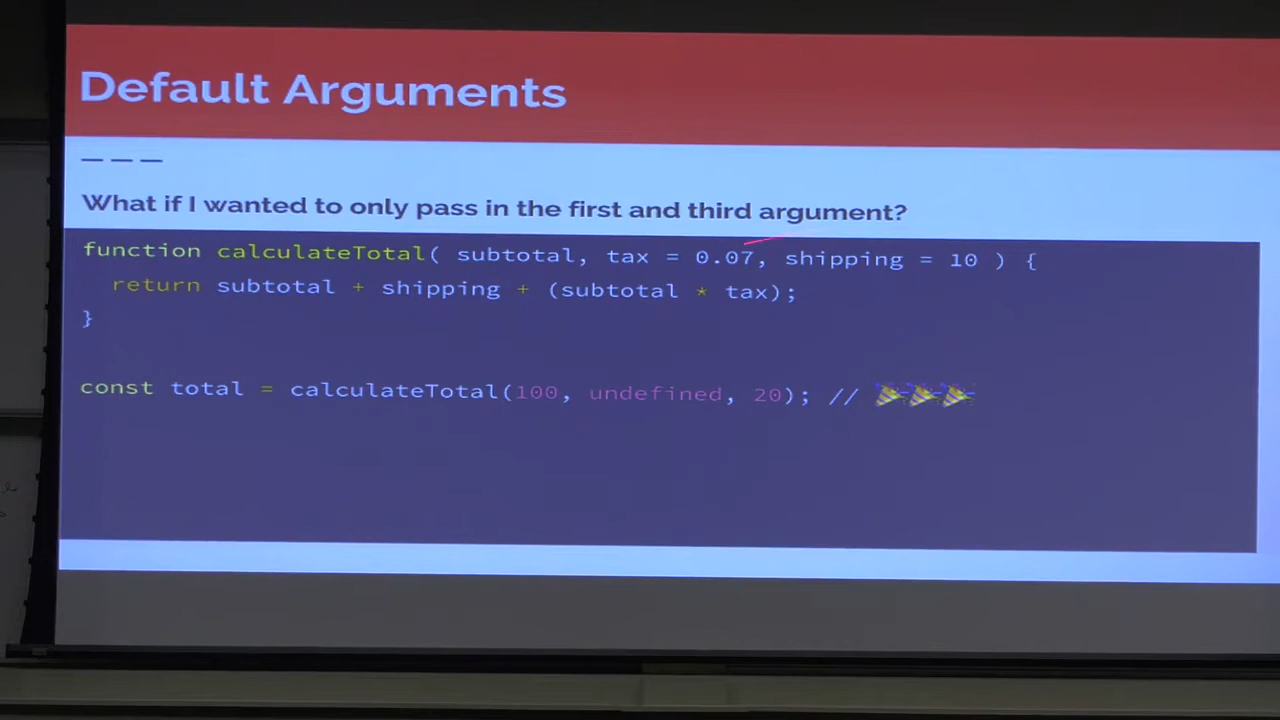 Default Arguments
What if I wanted to only pass in the first and third argument?
function calculateTotal( subtotal, tax = 0.07, shipping = 10 ) {
return subtotal + shipping + (subtotal * tax);
}
const total = calculateTotal(100, undefined, 20); // 🎉🎉🎉